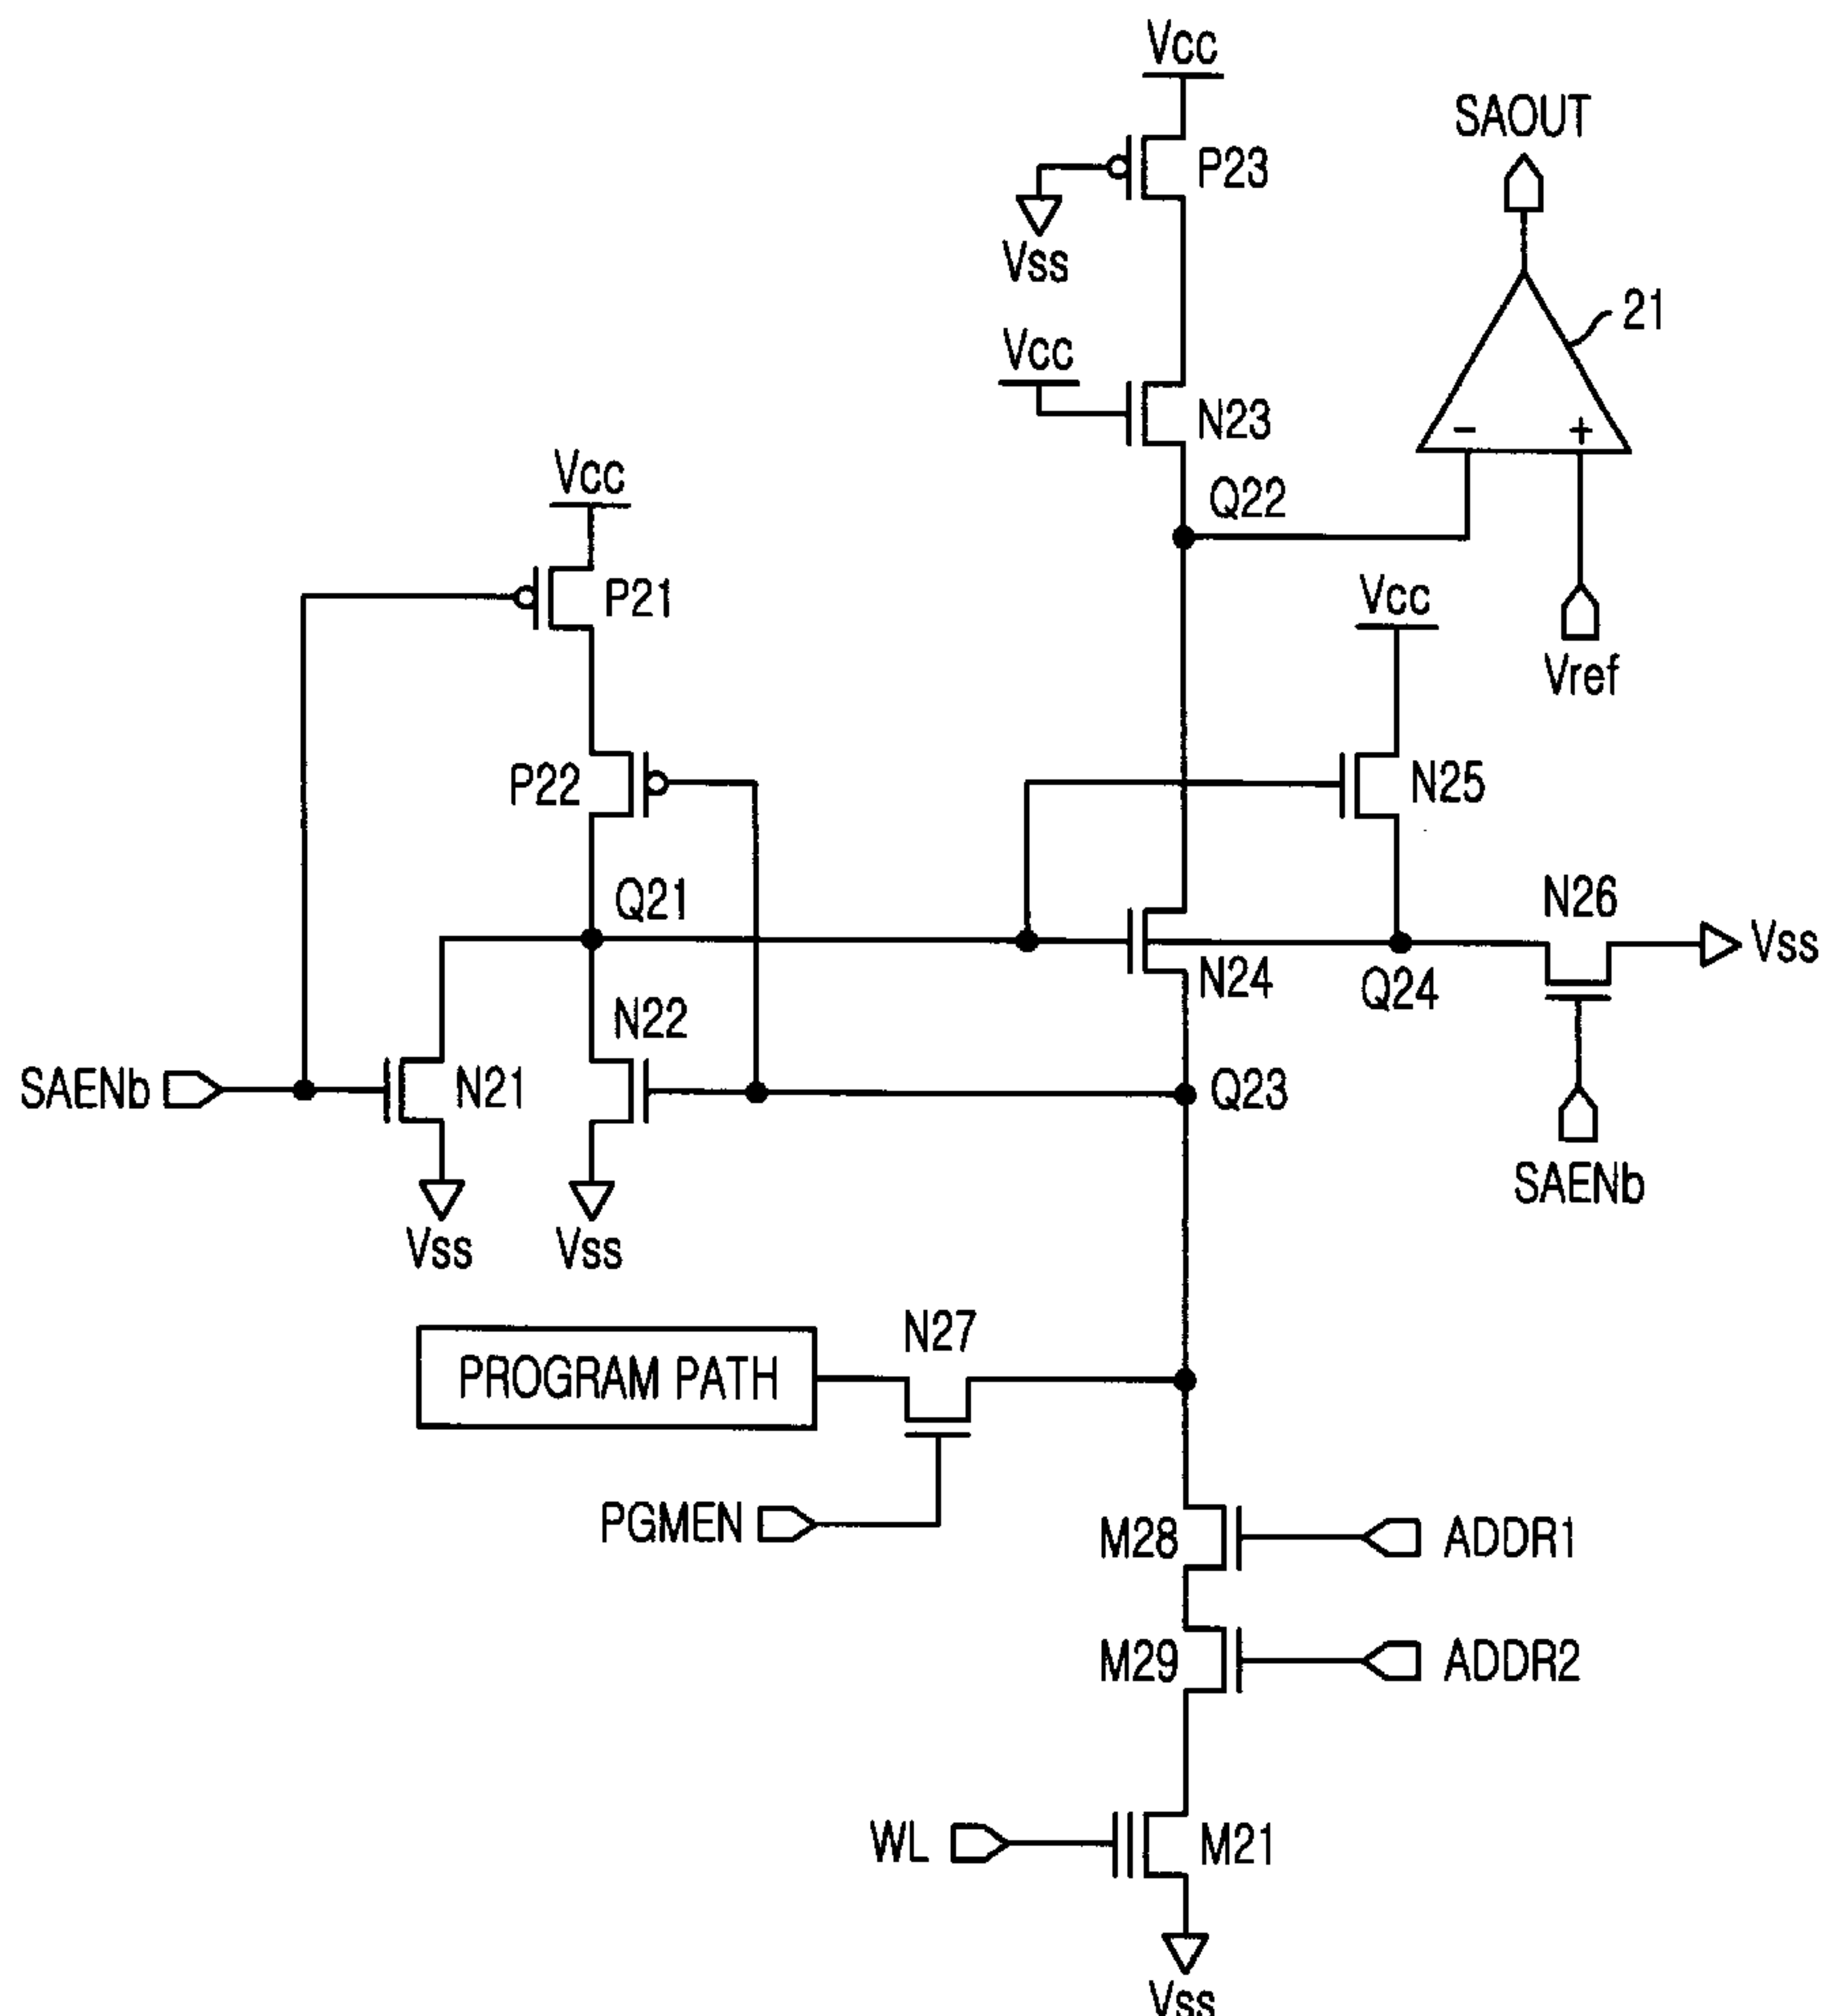 Vcc
SAOUT
P23
Vss
21
Vcc
N23
- +
Vcc
Q22
P21
Vcc
Vref
P22
N25
Q21
N26
N24
Vss
Q24
N22
SAENb
N21
Q23
SAENb
Vss
Vss
N27
PROGRAM PATH
PGMEN
M28
ADDR1
M29
ADDR2
WL
M21
Vss